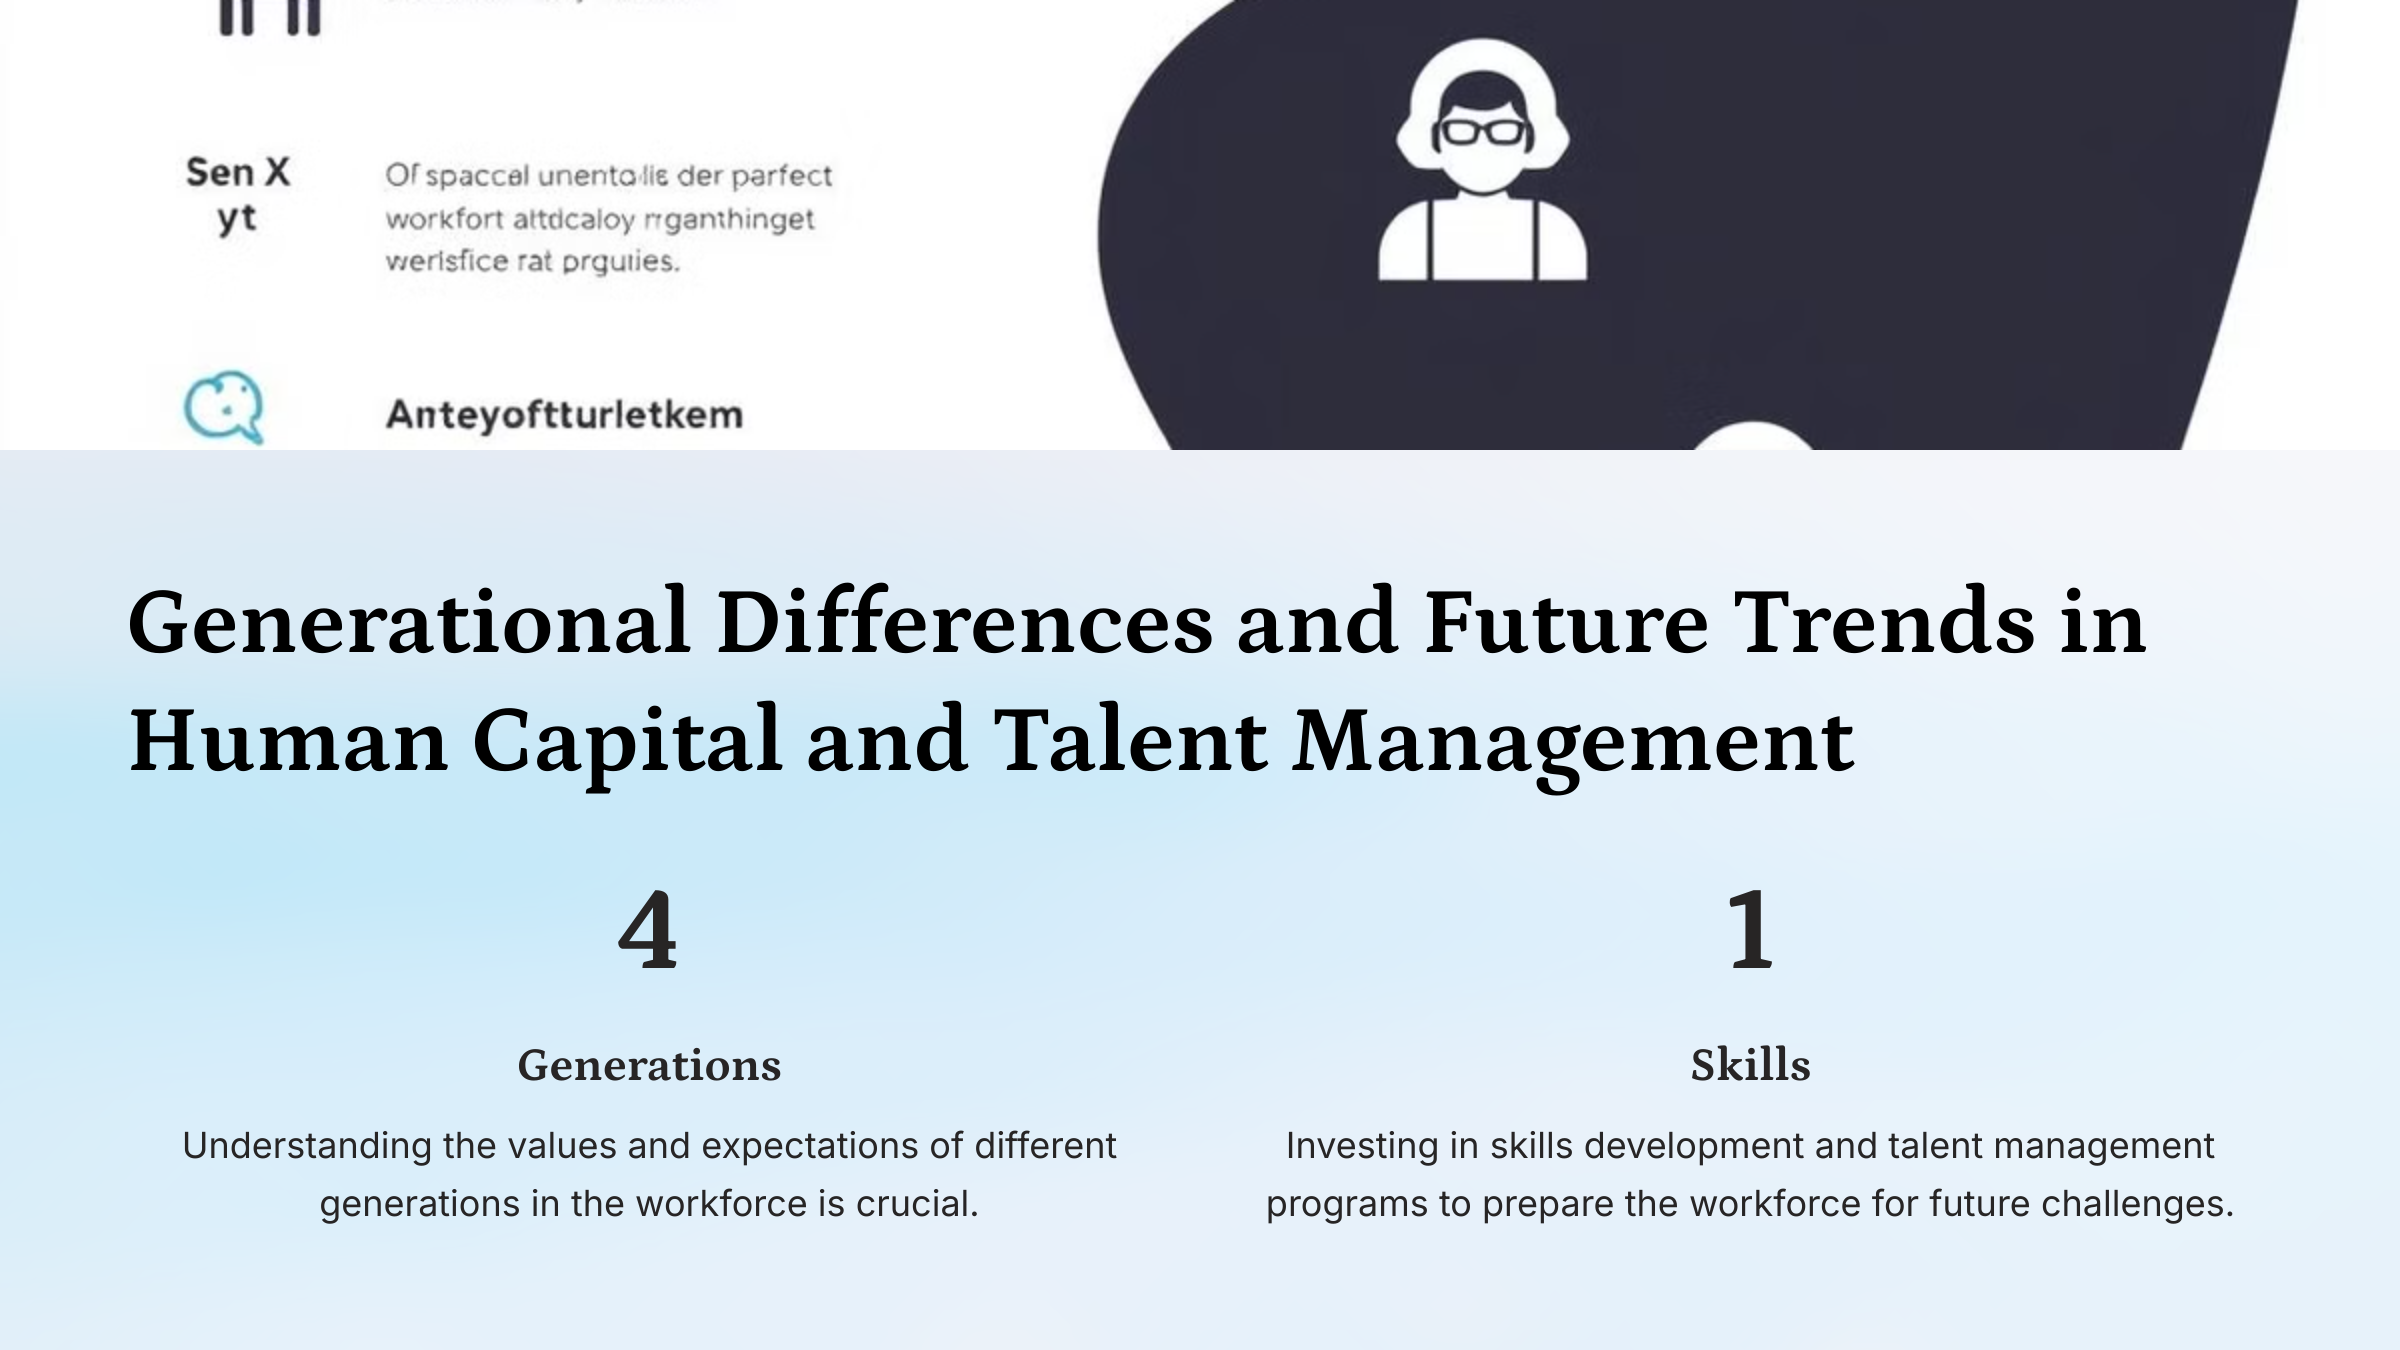 Sen X
yt
Of spaccal unentalis der parfect
workfort
werlsfice rat
Anteyoftturletkem
Generational Differences and Future Trends in
Human Capital and Talent Management
4
1
Generations
Skills
Understanding the values and expectations of different
generations in the workforce is crucial.
Investing in skills development and talent management
programs to prepare the workforce for future challenges.